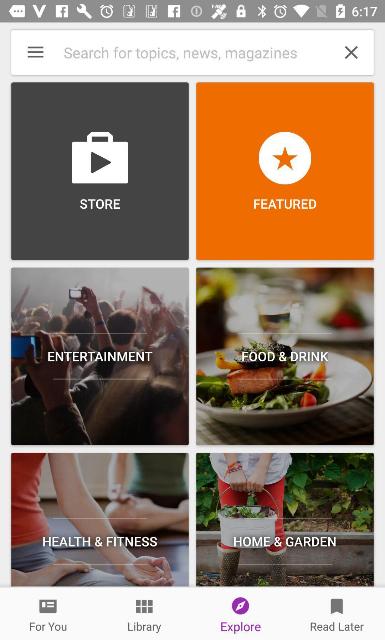 6:17
Search for topics, news, magazines
STORE
FEATURED
ENTERTAINMENT
FOOD & DRINK
HEALTH & FITNESS
HOME & GARDEN
For You
Library
Explore
Read Later